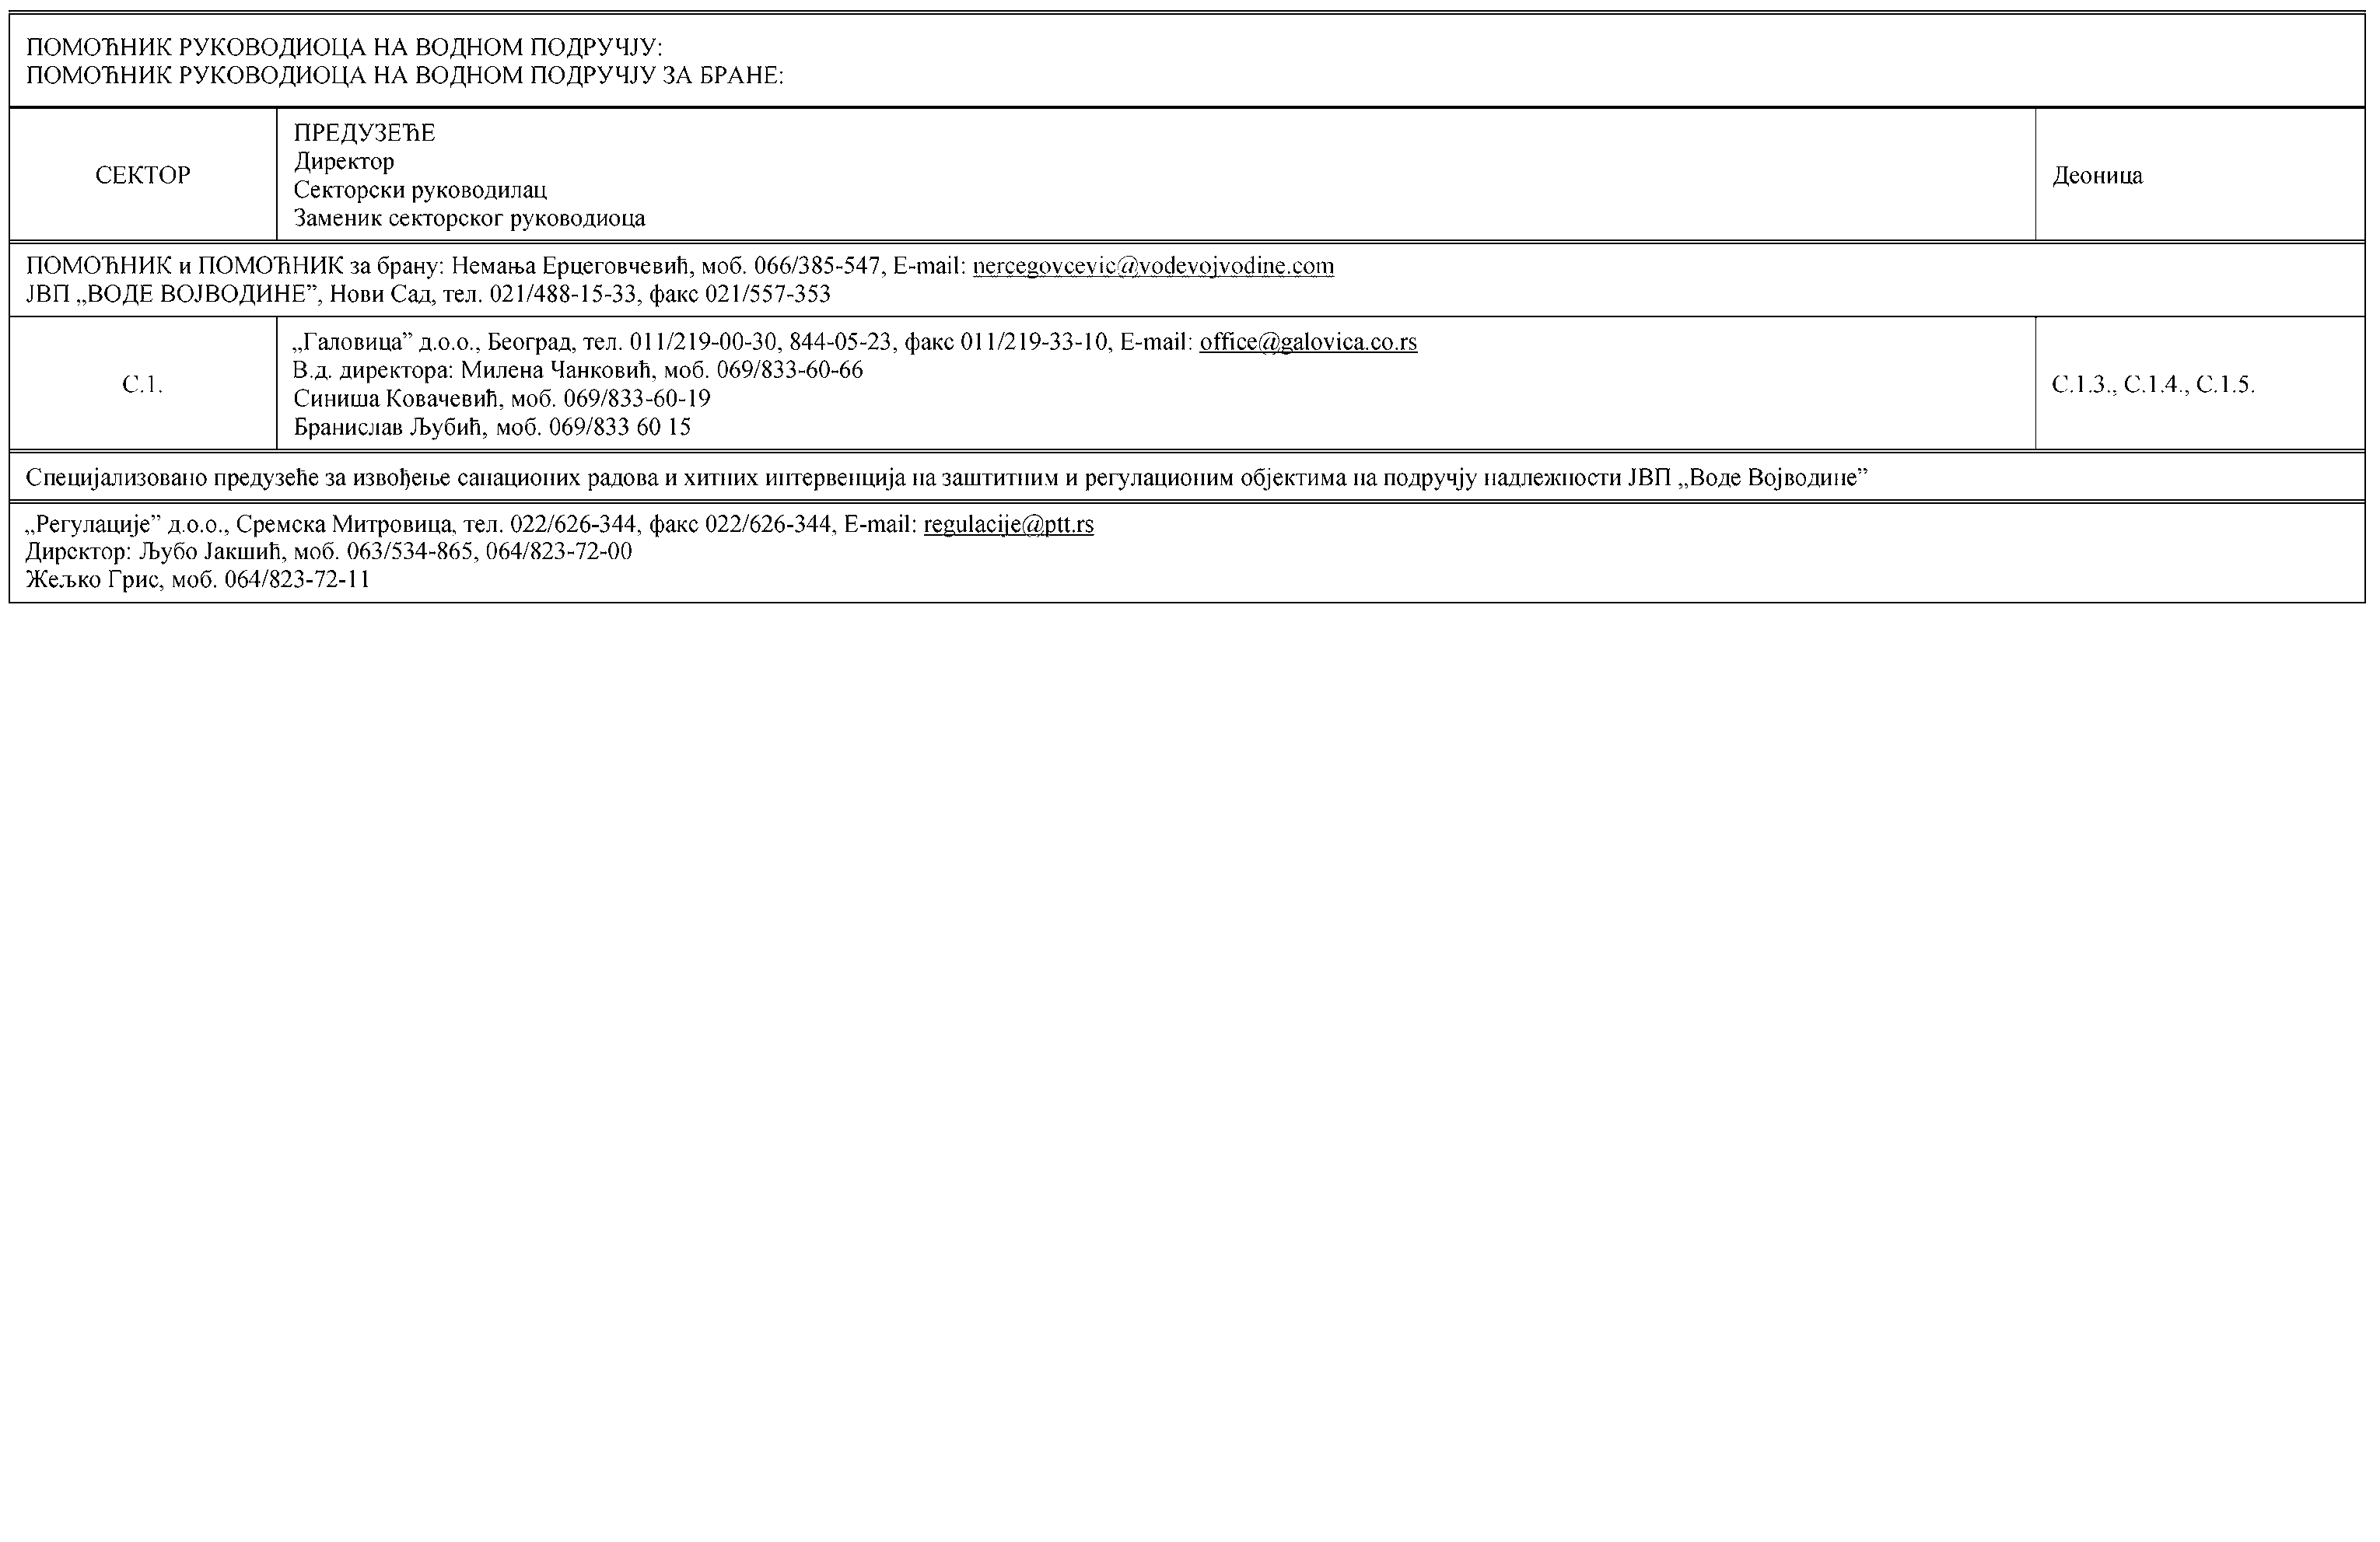 ПОМОЋНИК РУКОВОДИОЦА НА ВОДНОМ ПОДРУЧЈУ:
ПОМОЋНИК РУКОВОДИОЦА НА ВОДНОМ ПОДРУЧЈУ ЗА БРАНЕ:
СЕКТОР
ПРЕДУЗЕЋЕ
Директор
Секторски руководилац
Заменик секторског руководиоца
Деоница
ПОМОЋНИК и ПОМОЋНИК за брану: Немања Ерцеговчевић, моб. 066/385-547, E-mail: nercegovcevic@vodevojvodine.com
ЈВП „ВОДЕ ВОЈВОДИНЕ”, Нови Сад, тел. 021/488-15-33, факс 021/557-353
С.1.
„Галовица” д.о.о., Београд, тел. 011/219-00-30, 844-05-23, факс 011/219-33-10, E-mail: office@galovica.co.rs
В.д. директора: Милена Чанковић, моб. 069/833-60-66
Синиша Ковачевић, моб. 069/833-60-19
Бранислав Љубић, моб. 069/833 60 15
С.1.3., С.1.4., С.1.5.
Специјализовано предузеће за извођење санационих радова и хитних интервенција на заштитним и регулационим објектима на подручју надлежности ЈВП „Воде Војводине”
„Регулације” д.о.о., Сремска Митровица, тел. 022/626-344, факс 022/626-344, E-mail: regulacije@ptt.rs
Директор: Љубо Јакшић, моб. 063/534-865, 064/823-72-00
Жељко Грис, моб. 064/823-72-11